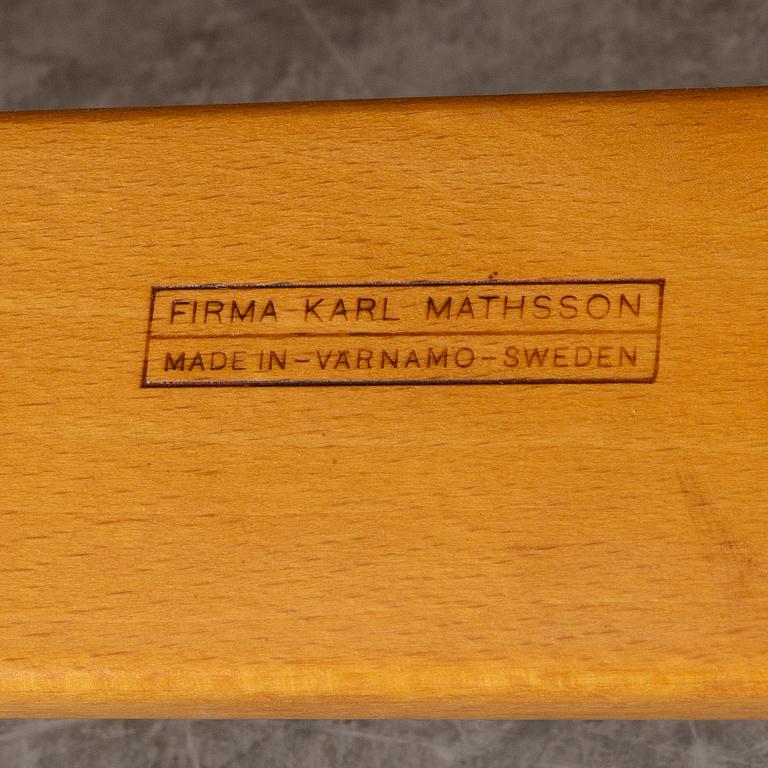 FIRMA KARL MATHSSON
MADE IN-VÄRNAMO-SWEDEN